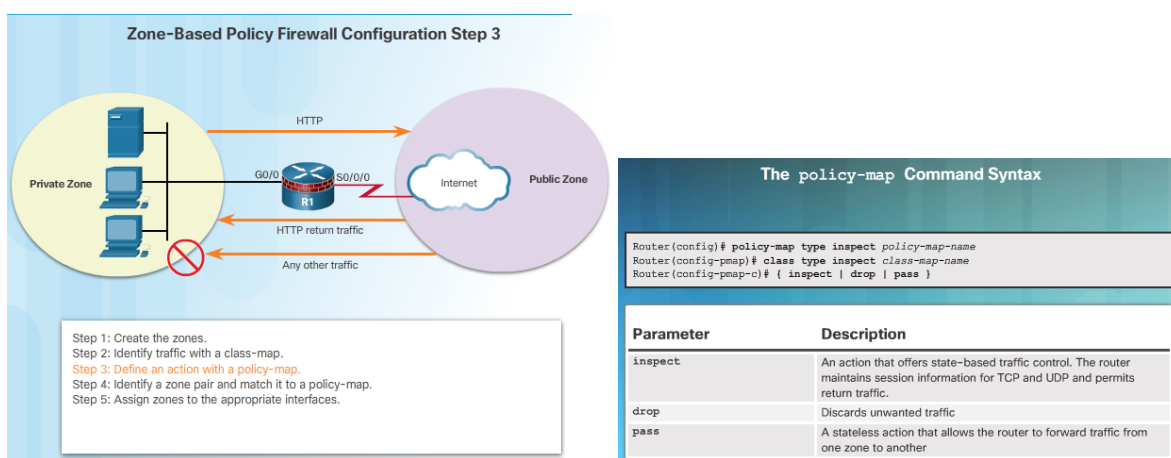 Zone-Based Policy Firewall Configuration Step 3
HTTP
Private Zone
G0/0
S0/0/0
R1
Internet
Public Zone
HTTP return traffic
Any other traffic
Step 1: Create the zones.
Step 2: Identify traffic with a class-map.
Step 3: Define an action with a policy-map.
Step 4: Identify a zone pair and match it to a policy-map.
Step 5: Assign zones to the appropriate interfaces.
The policy-map Command Syntax
Router(config)# policy-map type inspect policy-map-name
Router(config-pmap)# class type inspect class-map-name
Router(config-pmap-c)# { inspect | drop | pass }
Parameter Description
inspect An action that offers state-based traffic control. The router
maintains session information for TCP and UDP and permits
return traffic.
drop Discards unwanted traffic
pass A stateless action that allows the router to forward traffic from
one zone to another